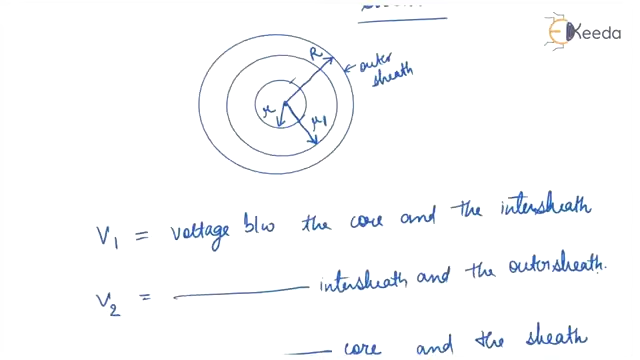 Keeda
R
outer
sheath
r
r1
V1 = voltage b/w the core and the intersheath
V2 = ———— intersheath and the outersheath.
——— core and the sheath